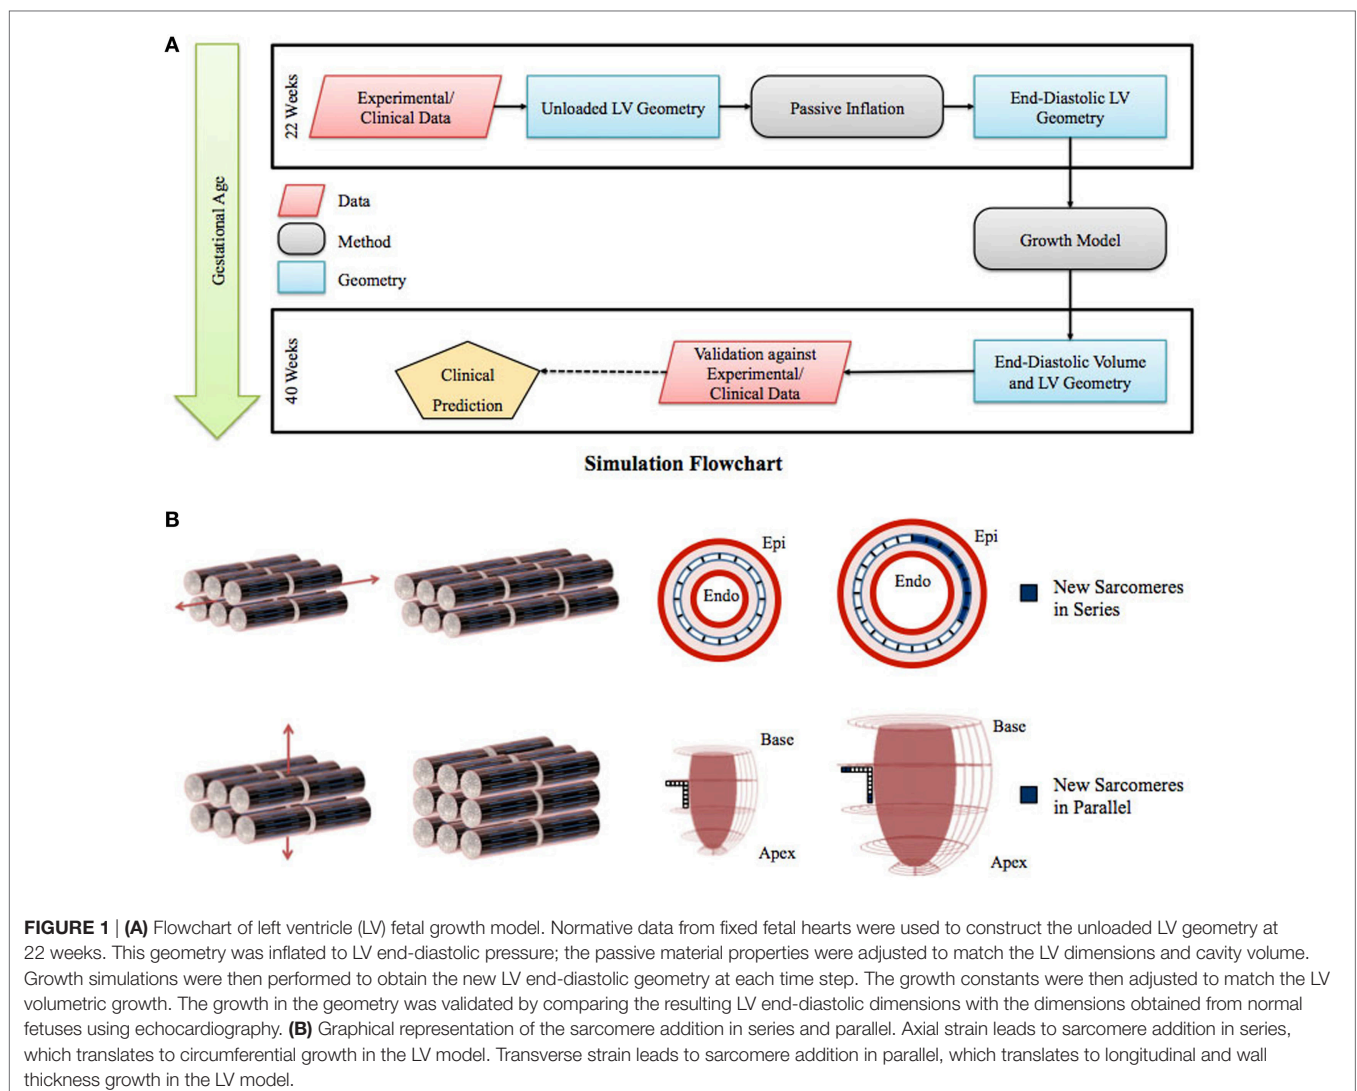 A
Gestational Age
22 Weeks
Experimental/
Clinical Data
Unloaded LV Geometry
Passive Inflation
End-Diastolic LV
Geometry
Data
Method
Geometry
Growth Model
40 Weeks
Clinical
Prediction
Validation against
Experimental/
Clinical Data
End-Diastolic Volume
and LV Geometry
Simulation Flowchart
B
Epi
Endo
Epi
Endo
New Sarcomeres
in Series
Base
Apex
Base
Apex
New Sarcomeres
in Parallel
FIGURE 1 | (A) Flowchart of left ventricle (LV) fetal growth model. Normative data from fixed fetal hearts were used to construct the unloaded LV geometry at
22 weeks. This geometry was inflated to LV end-diastolic pressure; the passive material properties were adjusted to match the LV dimensions and cavity volume.
Growth simulations were then performed to obtain the new LV end-diastolic geometry at each time step. The growth constants were then adjusted to match the LV
volumetric growth. The growth in the geometry was validated by comparing the resulting LV end-diastolic dimensions with the dimensions obtained from normal
fetuses using echocardiography. (B) Graphical representation of the sarcomere addition in series and parallel. Axial strain leads to sarcomere addition in series,
which translates to circumferential growth in the LV model. Transverse strain leads to sarcomere addition in parallel, which translates to longitudinal and wall
thickness growth in the LV model.